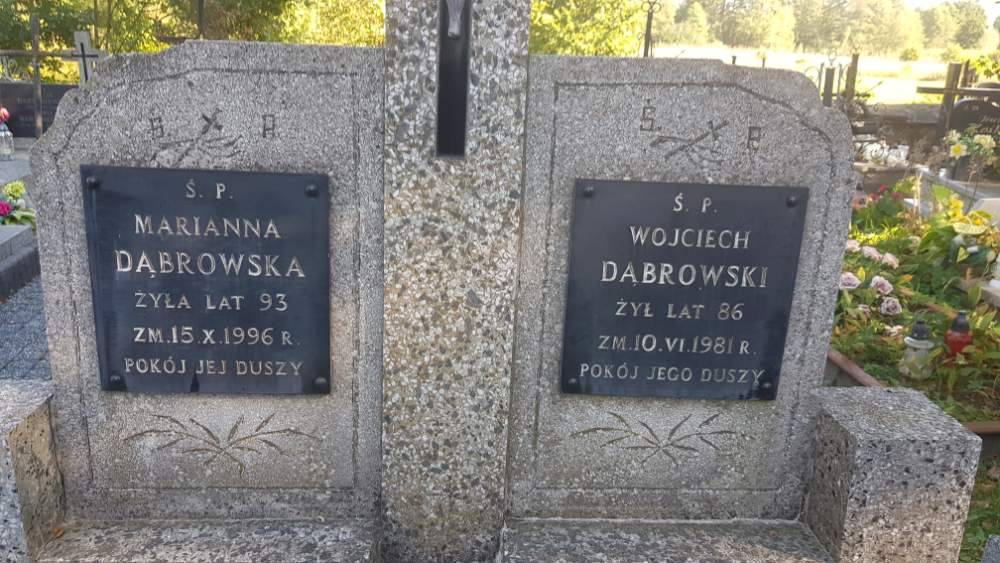 Ś P
Ś. P.
MARIANNA
DĄBROWSKA
ŻYŁA LAT 93
ZM. 15.X.1996 R.
POKÓJ JEJ DUSZY
Ś. P
Ś. P.
WOJCIECH
DĄBROWSKI
ŻYŁ LAT 86
ZM. 10.VI.1981 R.
POKÓJ JEGO DUSZY